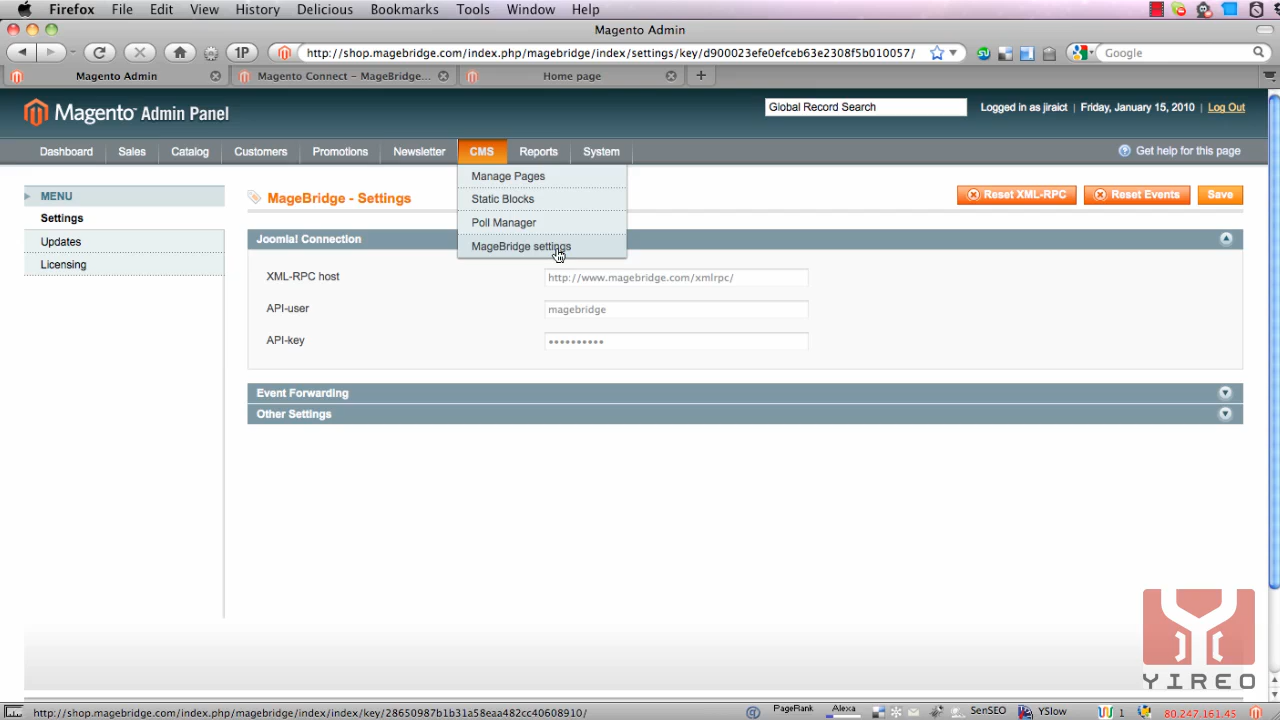 Firefox File Edit View History Delicious Bookmarks Tools Window Help
Magento Admin
1P http://shop.magebridge.com/index.php/magebridge/index/settings/key/d900023efe0efceb63e2308f5b010057/ Google
Magento Admin Magento Connect – MageBridge... Home page
Magento Admin Panel
Global Record Search
Logged in as jiraict | Friday, January 15, 2010 | Log Out
Dashboard Sales Catalog Customers Promotions Newsletter CMS Reports System Get help for this page
Manage Pages
Static Blocks
Poll Manager
MageBridge settings
MENU
Settings
Updates
Licensing
MageBridge - Settings
Reset XML-RPC Reset Events Save
Joomla! Connection
XML-RPC host http://www.magebridge.com/xmlrpc/
API-user magebridge
API-key ••••••••••
Event Forwarding
Other Settings
YIREO
http://shop.magebridge.com/index.php/magebridge/index/index/key/28650987b1b31a58eaa482cc50608910/
PageRank Alexa SenSEO YSlow 1 80.247.161.45